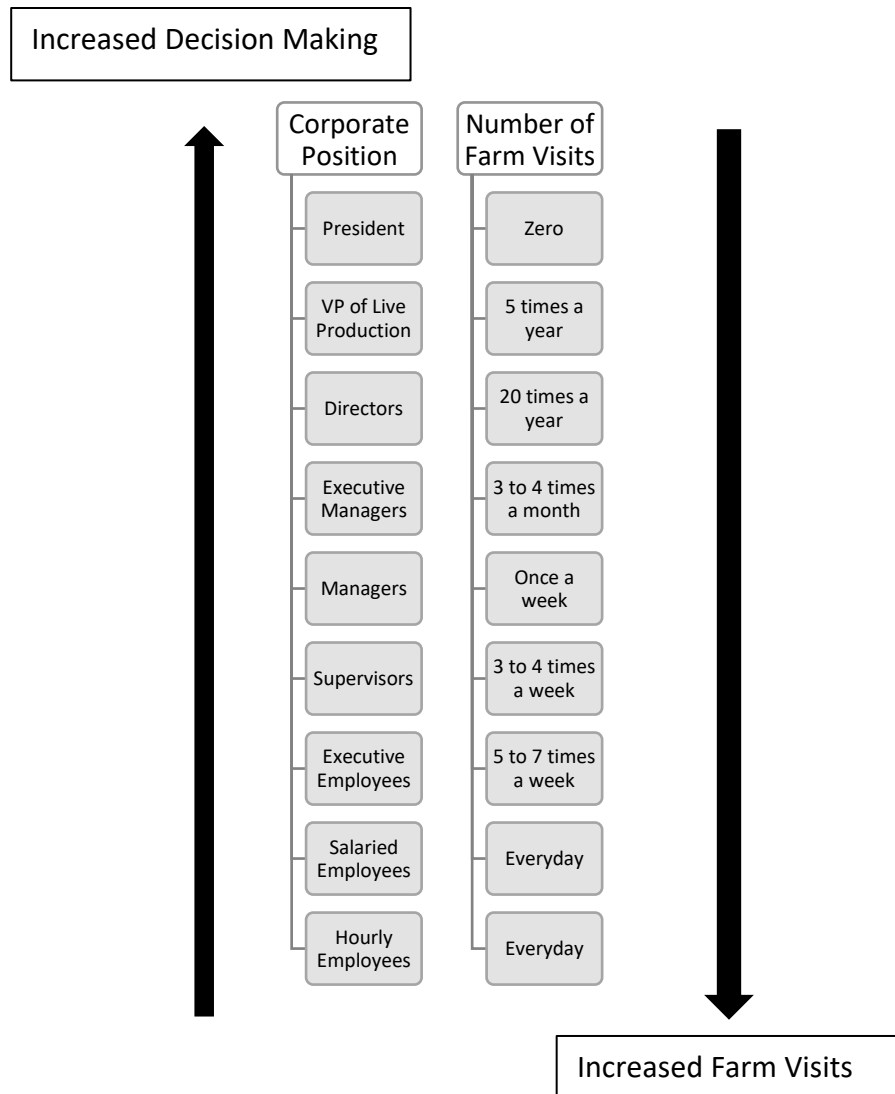 Increased Decision Making
Corporate
Position
Number of
Farm Visits
President
Zero
VP of Live
Production
5 times a
year
Directors
20 times a
year
Executive
Managers
3 to 4 times
a month
Managers
Once a
week
Supervisors
3 to 4 times
a week
Executive
Employees
5 to 7 times
a week
Salaried
Employees
Everyday
Hourly
Employees
Everyday
Increased Farm Visits